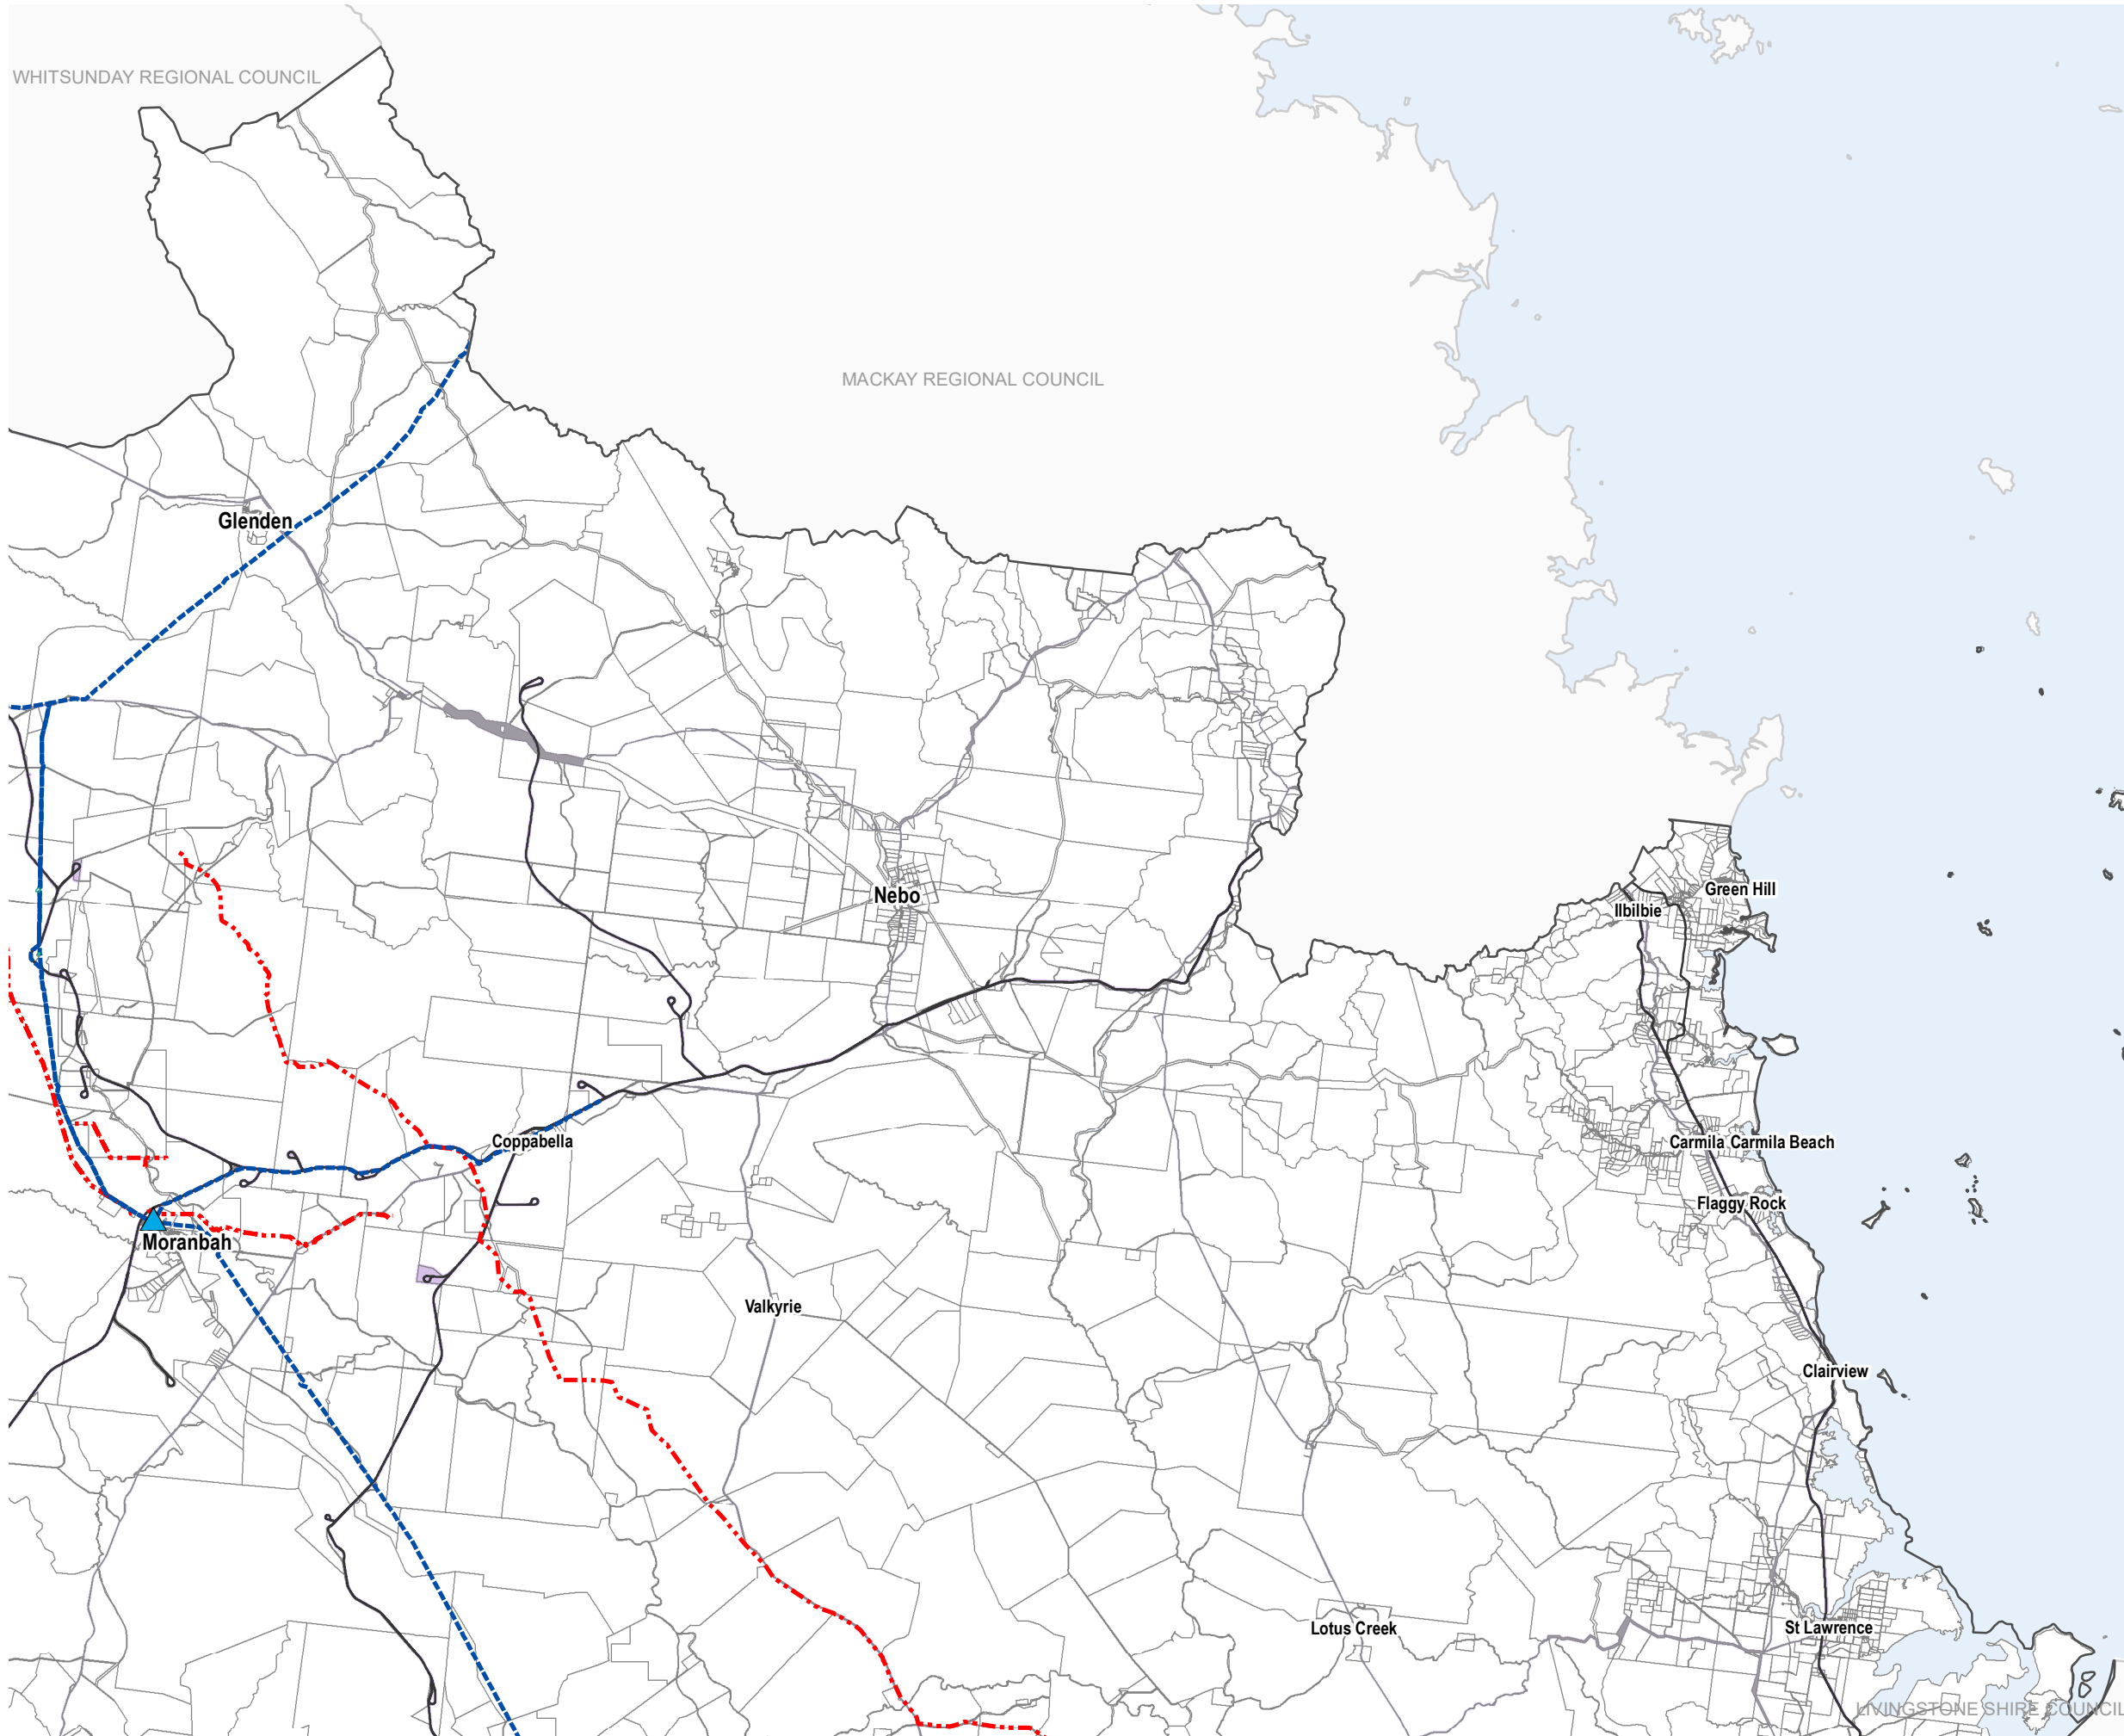 WHITSUNDAY REGIONAL COUNCIL
MACKAY REGIONAL COUNCIL
Glenden
Green Hill
Nebo
Ilbilbie
Coppabella
Carmila Carmila Beach
Flaggy Rock
Moranbah
Valkyrie
Clairview
Lotus Creek
St Lawrence
LIVINGSTONE SHIRE COUNCIL